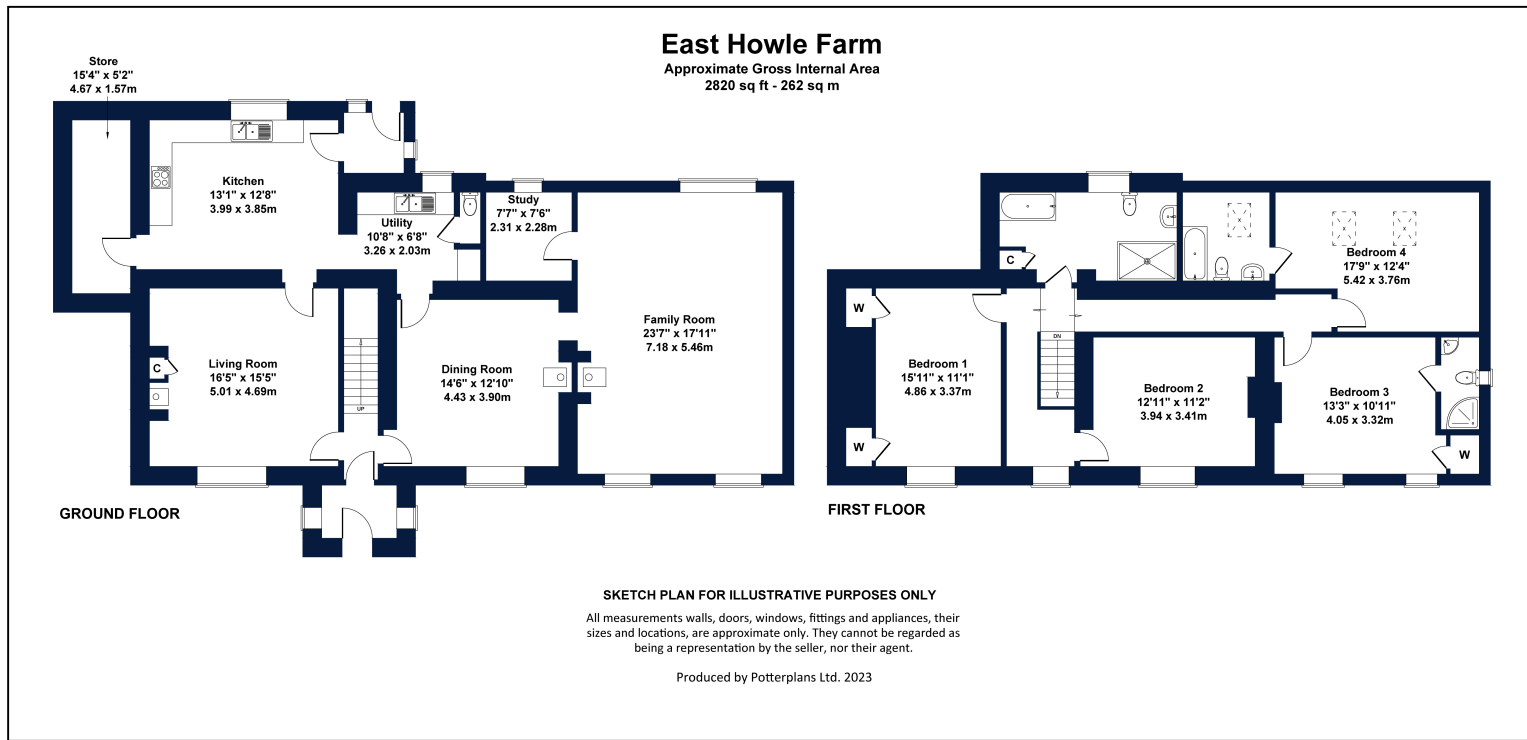 East Howle Farm
Approximate Gross Internal Area
2820 sq ft - 262 sq m
Store
15'4" x 5'2"
4.67 x 1.57m
Kitchen
13'1" x 12'8"
3.99 x 3.85m
Utility
10'8" x 6'8"
3.26 x 2.03m
Study
7'7" x 7'6"
2.31 x 2.28m
Family Room
23'7" x 17'11"
7.18 x 5.46m
Living Room
16'5" x 15'5"
5.01 x 4.69m
C
UP
Dining Room
14'6" x 12'10"
4.43 x 3.90m
GROUND FLOOR
C
W
W
Bedroom 1
15'11" x 11'1"
4.86 x 3.37m
DN
Bedroom 2
12'11" x 11'2"
3.94 x 3.41m
Bedroom 4
17'9" x 12'4"
5.42 x 3.76m
Bedroom 3
13'3" x 10'11"
4.05 x 3.32m
W
FIRST FLOOR
SKETCH PLAN FOR ILLUSTRATIVE PURPOSES ONLY
All measurements walls, doors, windows, fittings and appliances, their
sizes and locations, are approximate only. They cannot be regarded as
being a representation by the seller, nor their agent.
Produced by Potterplans Ltd. 2023